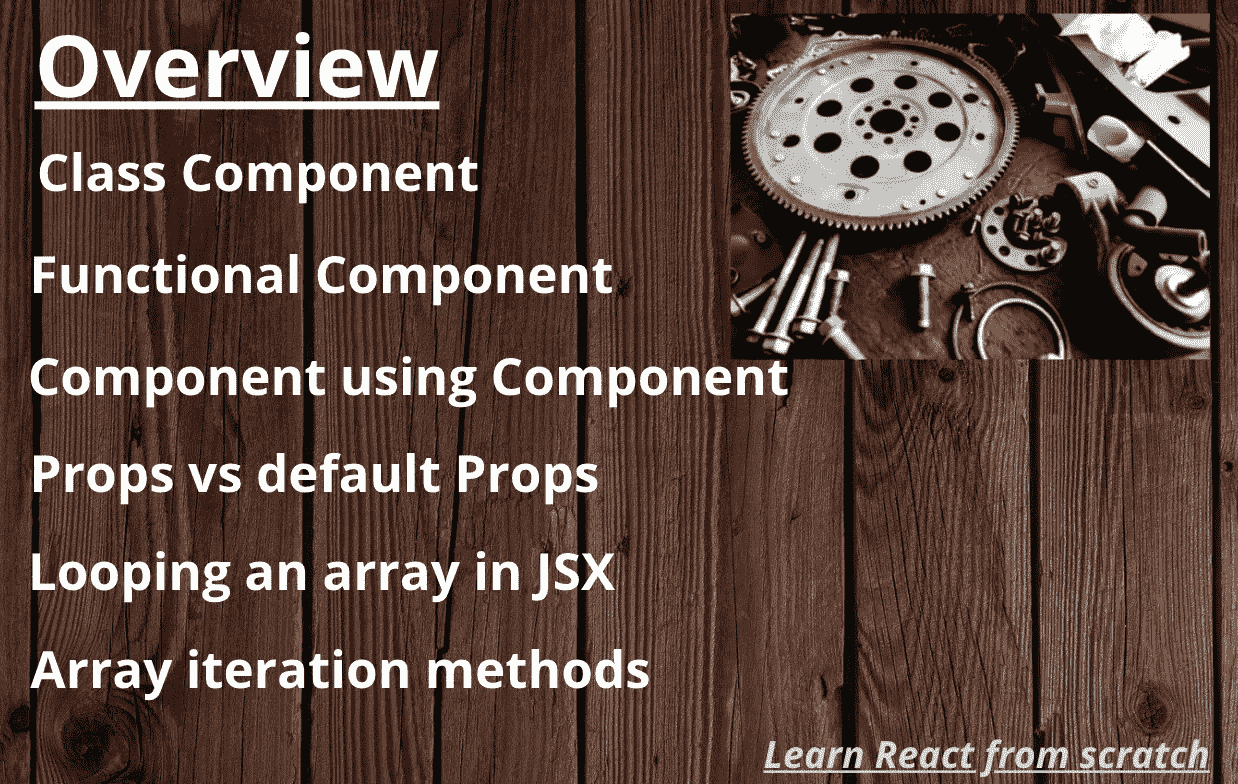 Overview
Class Component
Functional Component
Component using Component
Props vs default Props
Looping an array in JSX
Array iteration methods
Learn React from scratch